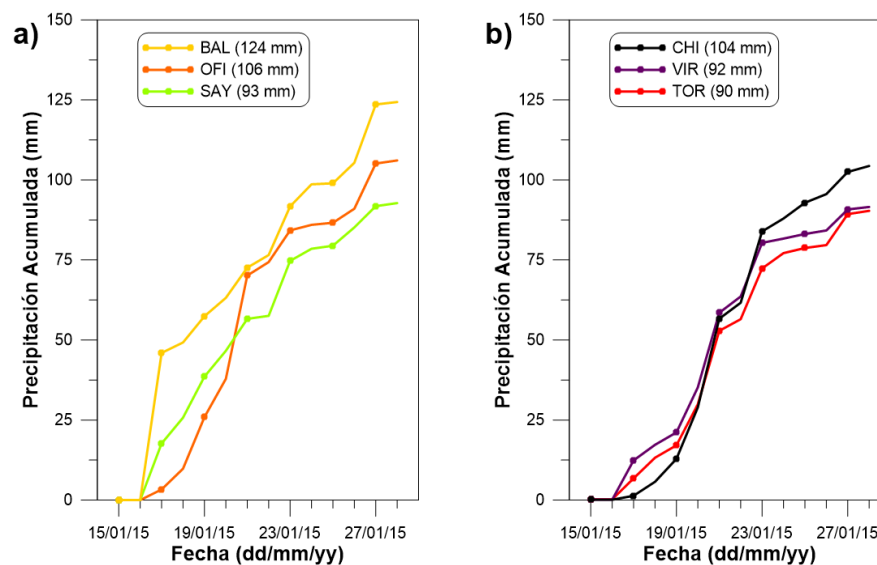 a)
BAL (124 mm)
OFI (106 mm)
SAY (93 mm)
Precipitación Acumulada (mm)
150
125
100
75
50
25
0
15/01/15 19/01/15 23/01/15 27/01/15
Fecha (dd/mm/yy)
b)
CHI (104 mm)
VIR (92 mm)
TOR (90 mm)
Precipitación Acumulada (mm)
150
125
100
75
50
25
0
15/01/15 19/01/15 23/01/15 27/01/15
Fecha (dd/mm/yy)